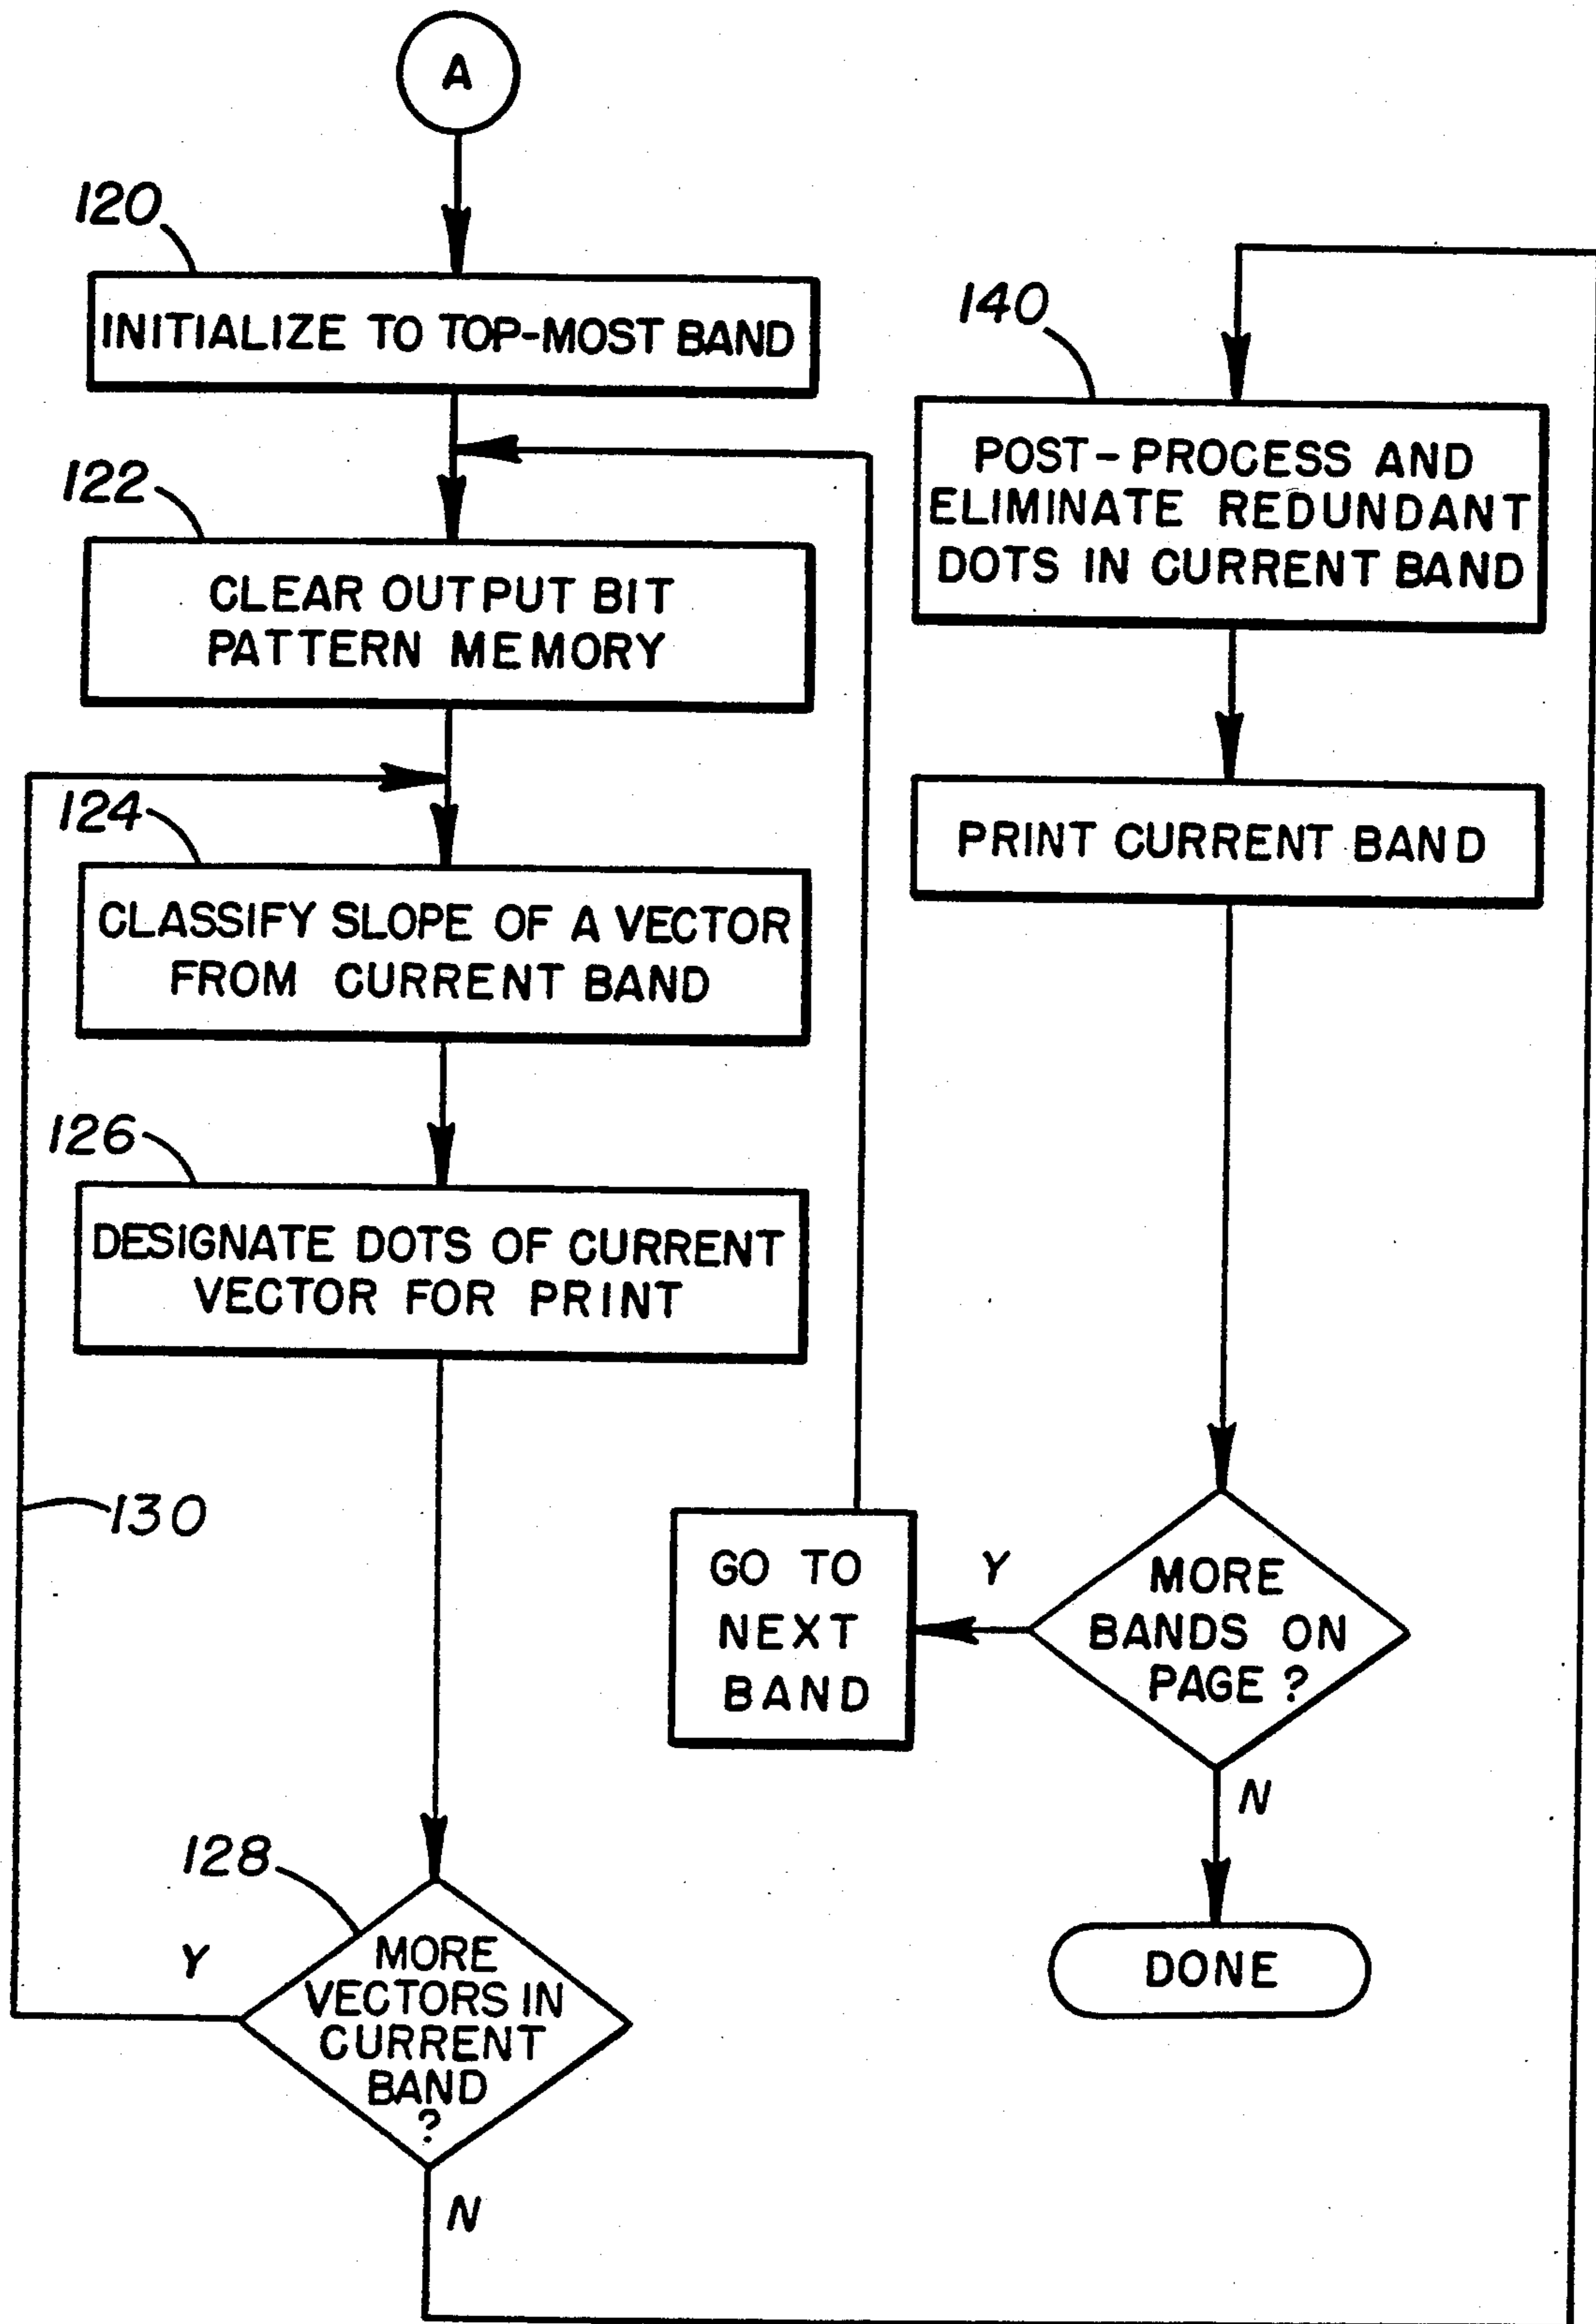 A
120
INITIALIZE TO TOP-MOST BAND
122
CLEAR OUTPUT BIT
PATTERN MEMORY
124
CLASSIFY SLOPE OF A VECTOR
FROM CURRENT BAND
126
DESIGNATE DOTS OF CURRENT
VECTOR FOR PRINT
130
128
MORE
VECTORS IN
CURRENT
BAND
?
Y
N
140
POST-PROCESS AND
ELIMINATE REDUNDANT
DOTS IN CURRENT BAND
PRINT CURRENT BAND
MORE
BANDS ON
PAGE ?
Y
GO TO
NEXT
BAND
N
DONE